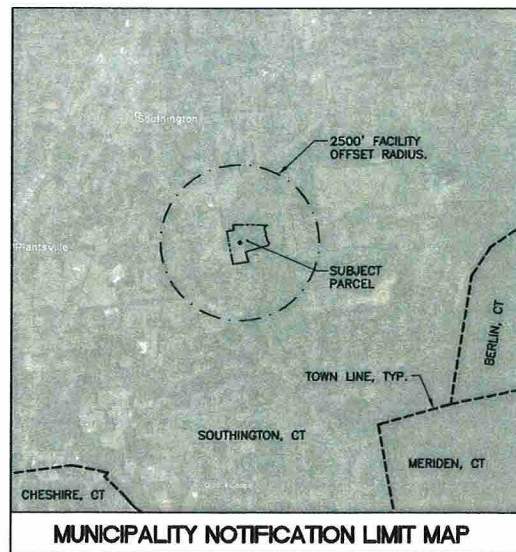 Southington
2500' FACILITY
OFFSET RADIUS.
Plantsville
SUBJECT
PARCEL
BERLIN, CT
TOWN LINE, TYP.
SOUTHINGTON, CT
MERIDEN, CT
CHESHIRE, CT
MUNICIPALITY NOTIFICATION LIMIT MAP